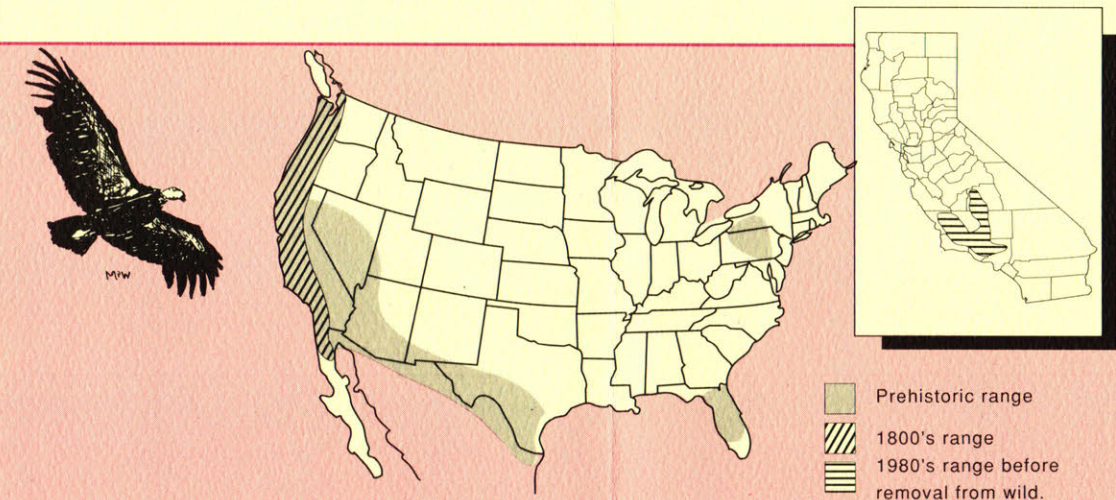 MPW
Prehistoric range
1800's range
1980's range before
removal from wild.